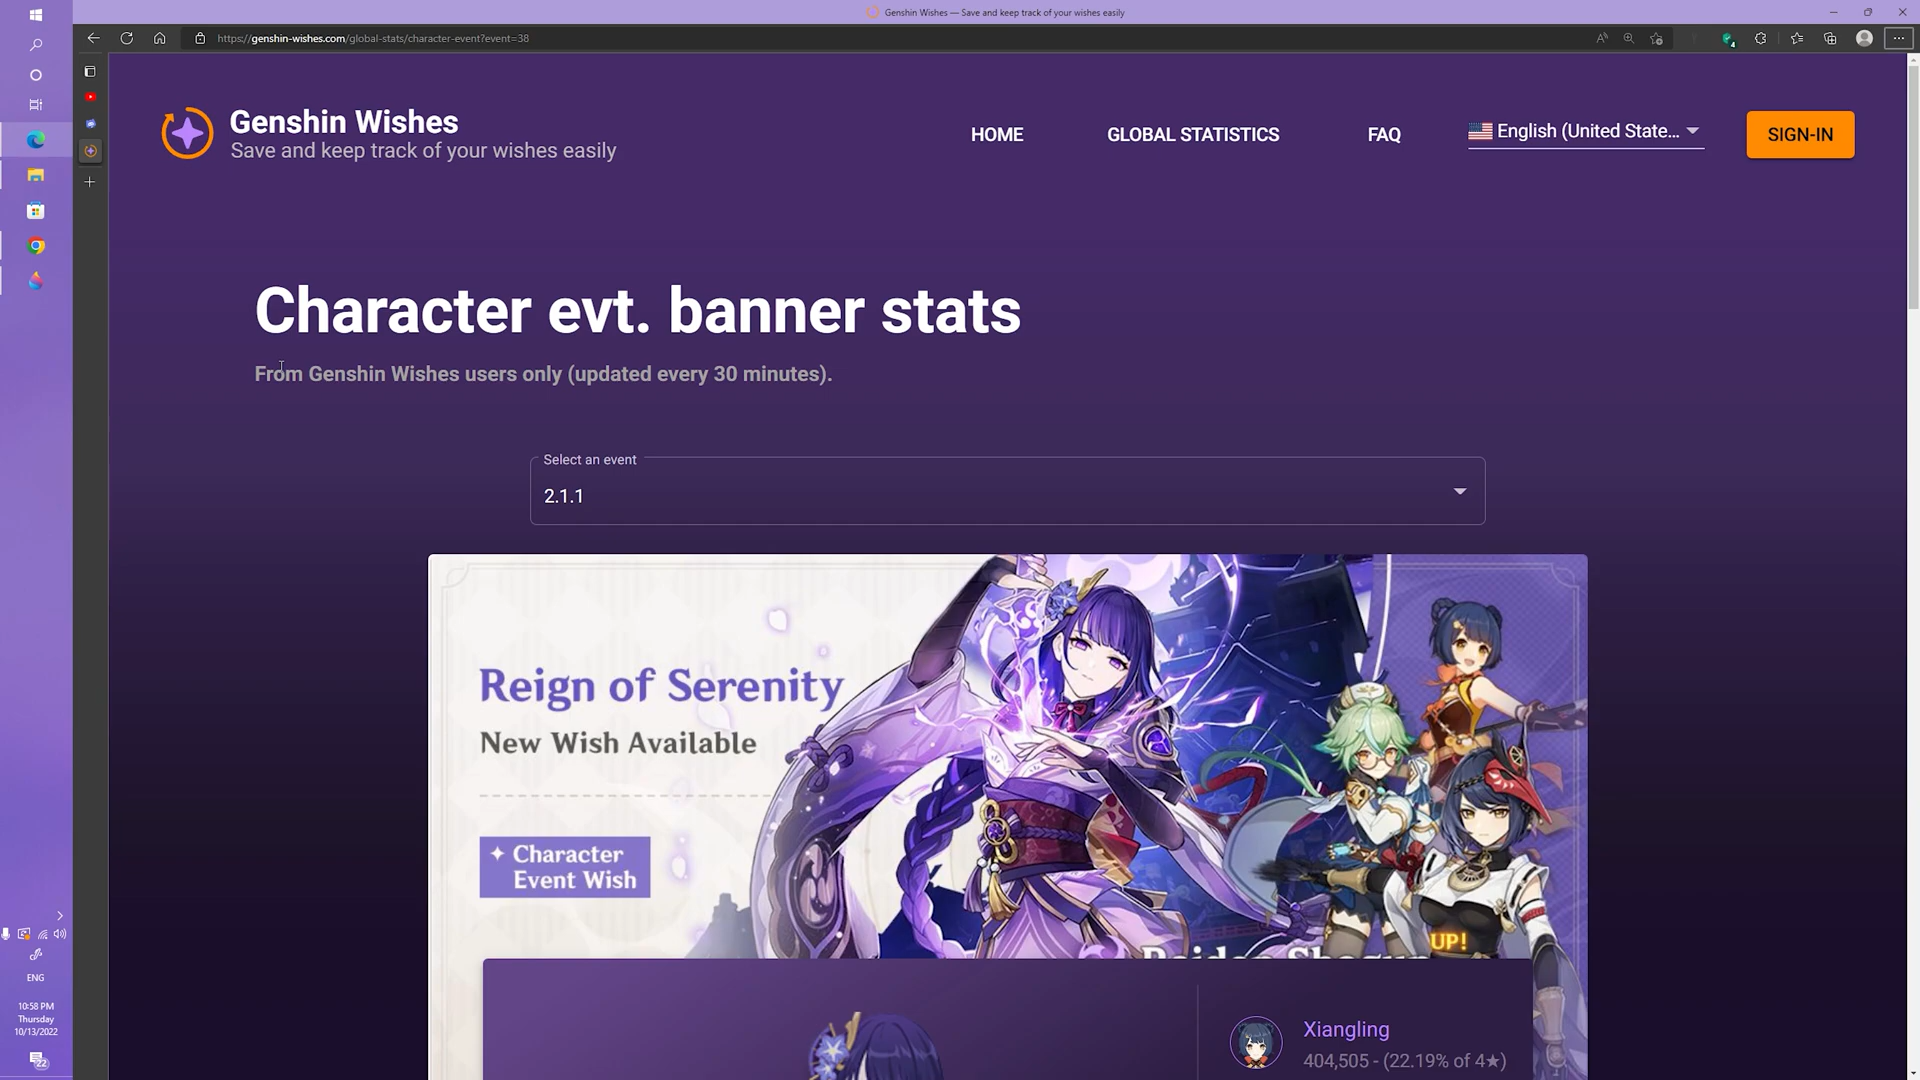 Genshin Wishes — Save and keep track of your wishes easily
https://genshin-wishes.com/global-stats/character-event?event=38
4
Genshin Wishes
Save and keep track of your wishes easily
HOME
GLOBAL STATISTICS
FAQ
English (United State...
SIGN-IN
Character evt. banner stats
From Genshin Wishes users only (updated every 30 minutes).
Select an event
2.1.1
Reign of Serenity
New Wish Available
Character
Event Wish
UP!
Raiden Shogun
Xiangling
404,505 - (22.19% of 4★)
ENG
10:58 PM
Thursday
10/13/2022
22